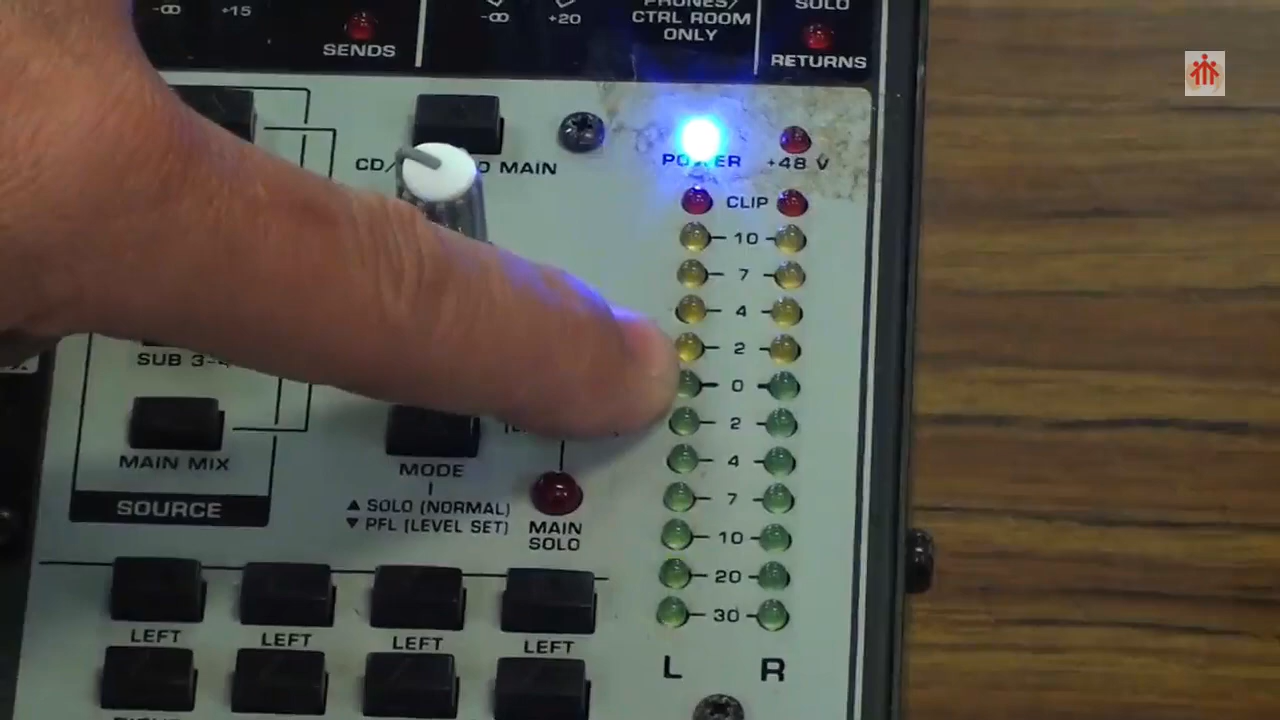 -∞
+15
SENDS
-∞
+20
PHONES/
CTRL ROOM
ONLY
SOLO
RETURNS
MAIN
POWER
+48 V
CLIP
10
7
4
2
0
2
4
7
10
20
30
L
R
SUB 3-4
MAIN MIX
SOURCE
MODE
▲ SOLO (NORMAL)
▼ PFL (LEVEL SET)
MAIN
SOLO
LEFT
LEFT
LEFT
LEFT